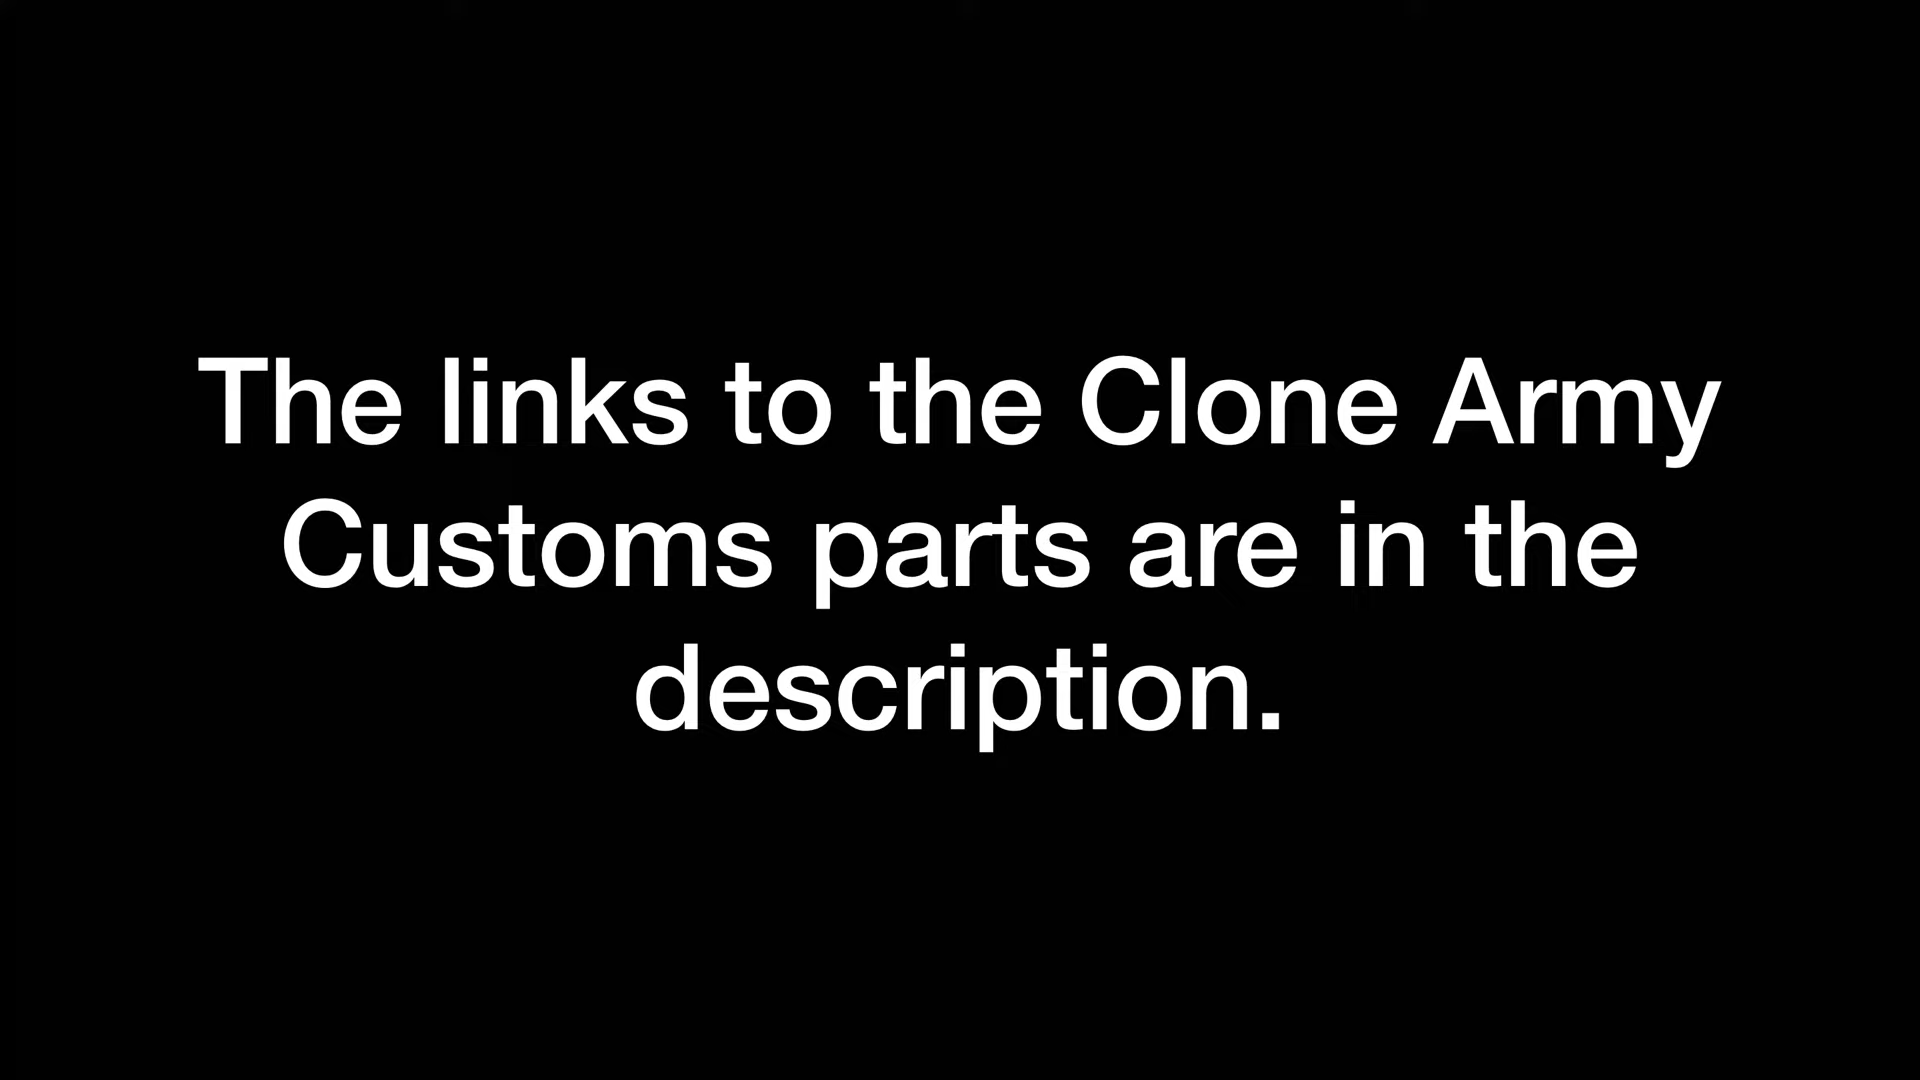 The links to the Clone Army
Customs parts are in the
description.